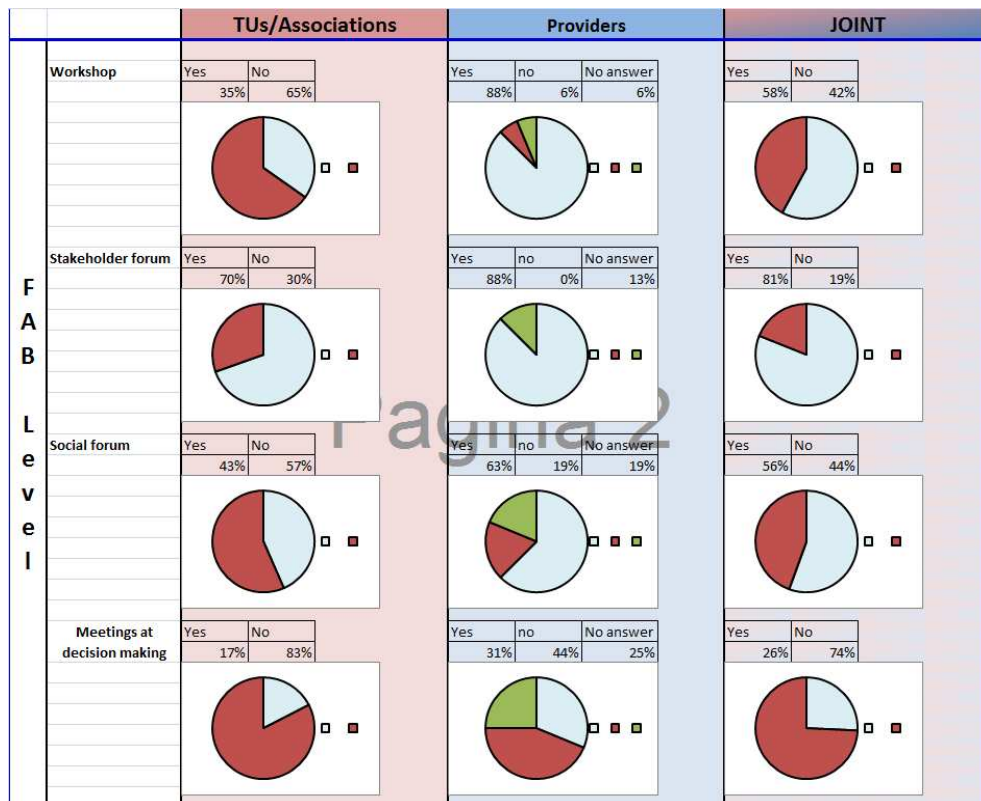 TUs/Associations Providers JOINT
Workshop Yes No Yes no No answer Yes No
35% 65% 88% 6% 6% 58% 42%
Stakeholder forum Yes No Yes no No answer Yes No
70% 30% 88% 0% 13% 81% 19%
FAB Level
Pagina 2
Social forum Yes No Yes no No answer Yes No
43% 57% 63% 19% 19% 56% 44%
Meetings at Yes No Yes no No answer Yes No
decision making 17% 83% 31% 44% 25% 26% 74%